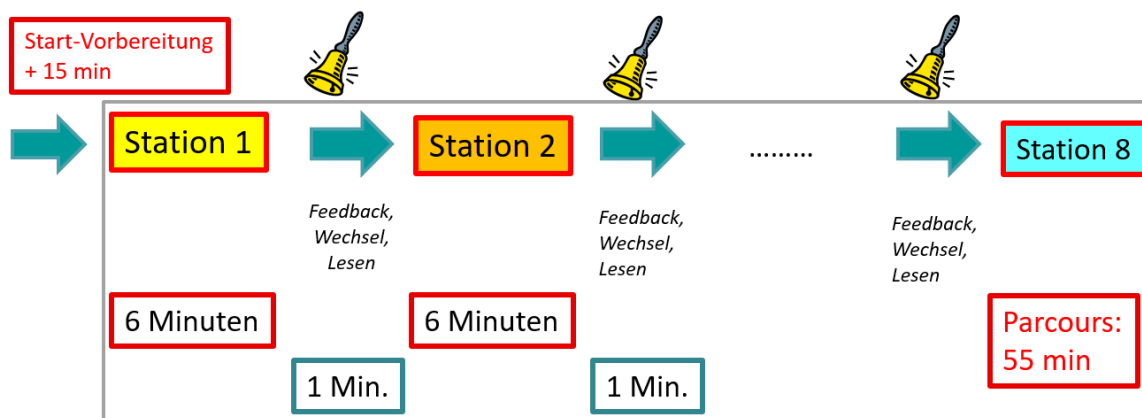 Start-Vorbereitung
+ 15 min
Station 1
Station 2
.........
Station 8
Feedback,
Wechsel,
Lesen
Feedback,
Wechsel,
Lesen
Feedback,
Wechsel,
Lesen
6 Minuten
6 Minuten
Parcours:
55 min
1 Min.
1 Min.